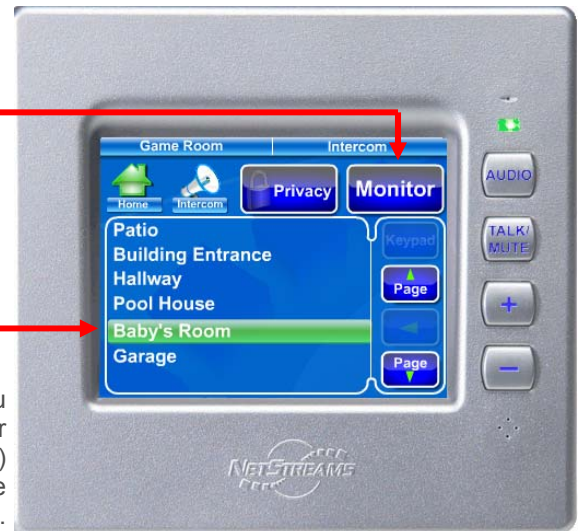 Game Room Intercom
Home Intercom Privacy Monitor
Patio
Building Entrance
Hallway
Pool House
Baby's Room
Garage
Keypad
Page
Page
AUDIO
TALK/
MUTE
+
-
u
r
)
e
.
NETSTREAMS